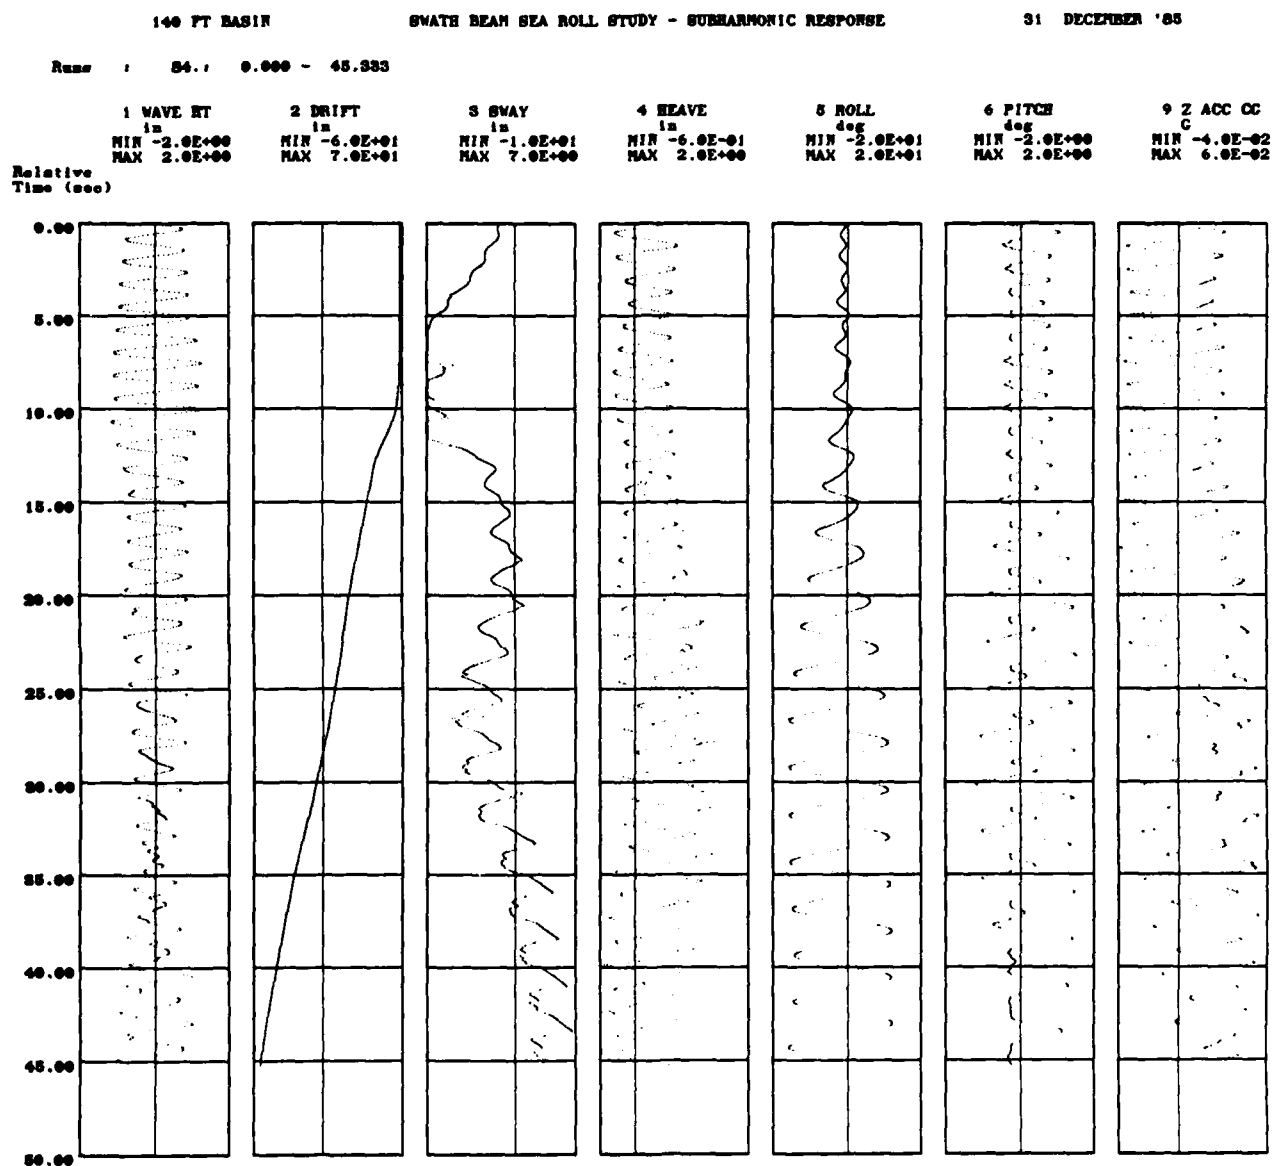 140 FT BASIN SWATH BEAM SEA ROLL STUDY - SUBHARMONIC RESPONSE 31 DECEMBER '85
Runs : 84.: 0.000 - 45.333
1 WAVE HT 2 DRIFT 3 SWAY 4 HEAVE 5 ROLL 6 PITCH 9 Z ACC CG
in in in in deg deg G
MIN -2.0E+00 MIN -6.0E+01 MIN -1.0E+01 MIN -6.0E-01 MIN -2.0E+01 MIN -2.0E+00 MIN -4.0E-02
MAX 2.0E+00 MAX 7.0E+01 MAX 7.0E+00 MAX 2.0E+00 MAX 2.0E+01 MAX 2.0E+00 MAX 6.0E-02
Relative
Time (sec)
0.00
5.00
10.00
15.00
20.00
25.00
30.00
35.00
40.00
45.00
50.00